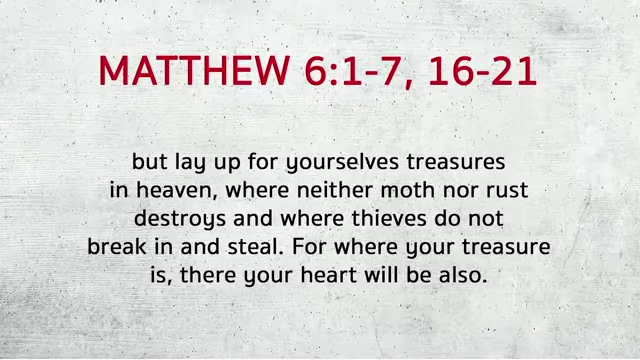 MATTHEW 6:1-7, 16-21
but lay up for yourselves treasures
in heaven, where neither moth nor rust
destroys and where thieves do not
break in and steal. For where your treasure
is, there your heart will be also.